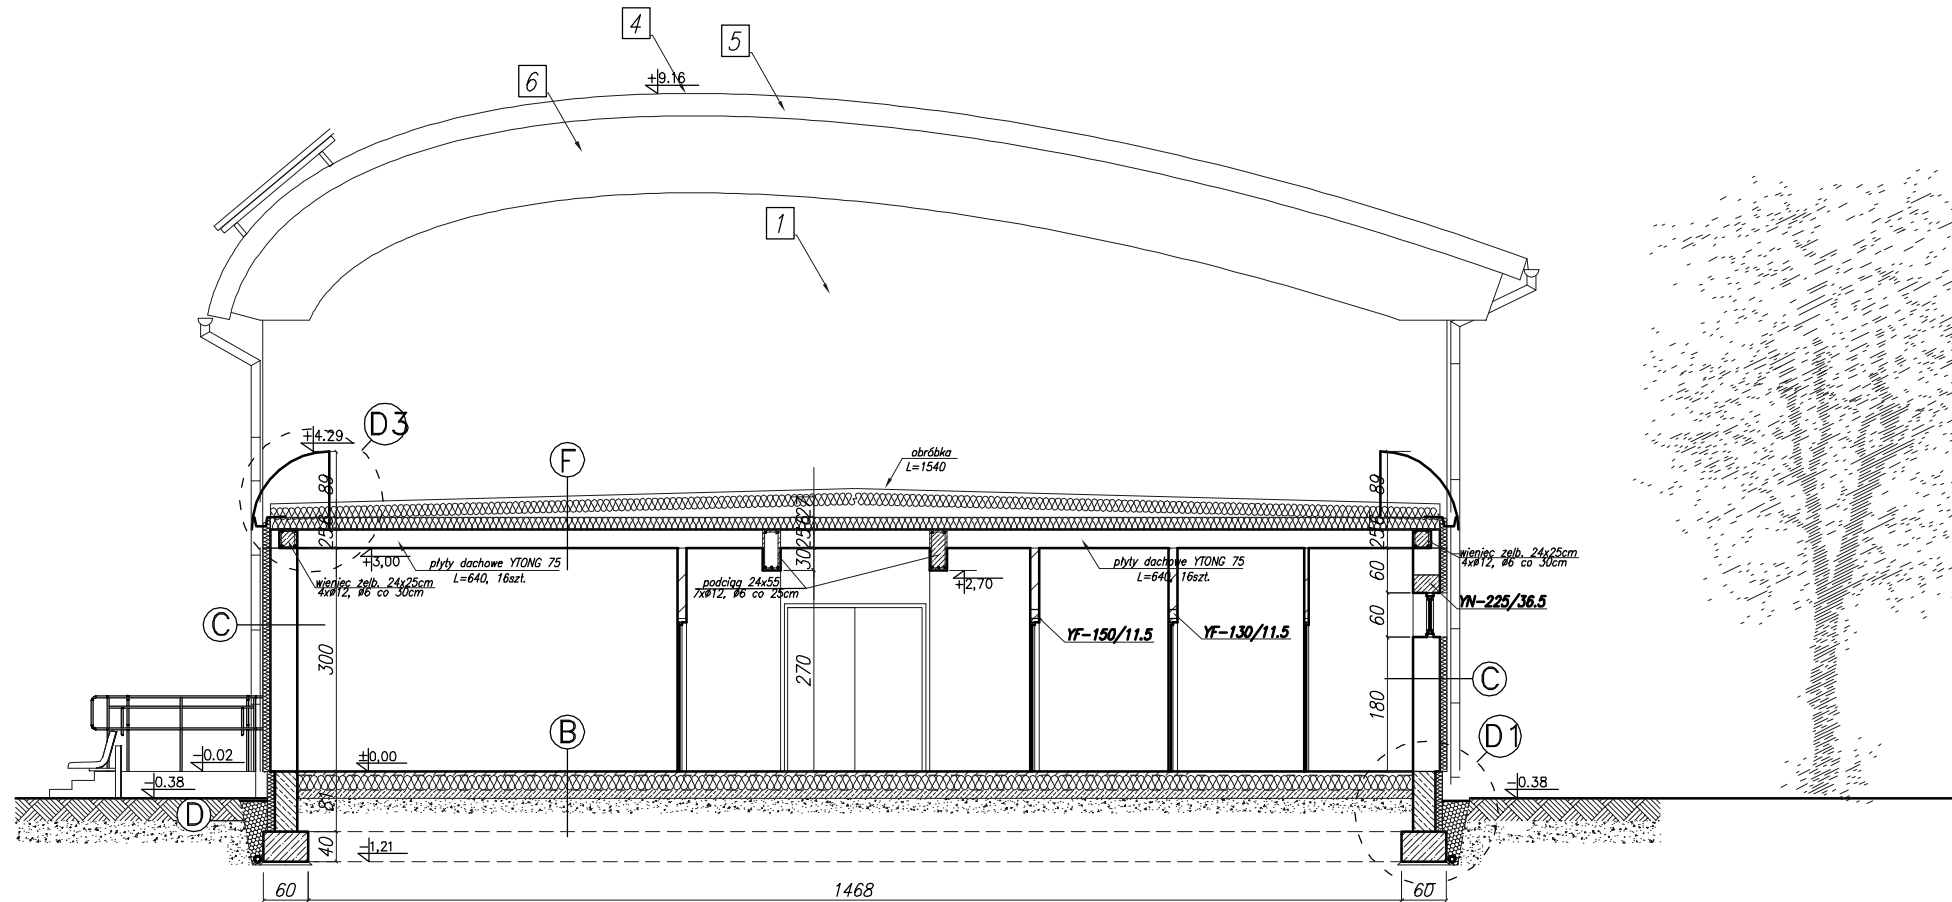 4
5
6
+9.16
1
D3
+4.29
F
obróbka
L=1540
89
89
25
300
+3,00
płyty dachowe YTONG 75
L=640, 16szt.
wieniec żelb. 24x25cm
4xø12, ø6 co 30cm
podciąg 24x55
7xø12, ø6 co 25cm
+2,70
płyty dachowe YTONG 75
L=640, 16szt.
wieniec żelb. 24x25cm
4xø12, ø6 co 30cm
YN-225/36.5
60
60
C
YF-150/11.5
YF-130/11.5
270
180
C
B
D1
-0.02
±0,00
-0.38
-0.38
D
81
40
-1,21
60
1468
60